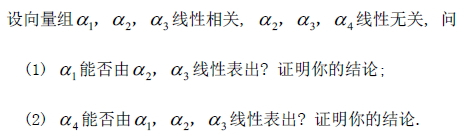 设向量组α₁, α₂, α₃线性相关, α₂, α₃, α₄线性无关, 问
(1) α₁能否由α₂, α₃线性表出? 证明你的结论;
(2) α₄能否由α₁, α₂, α₃线性表出? 证明你的结论.